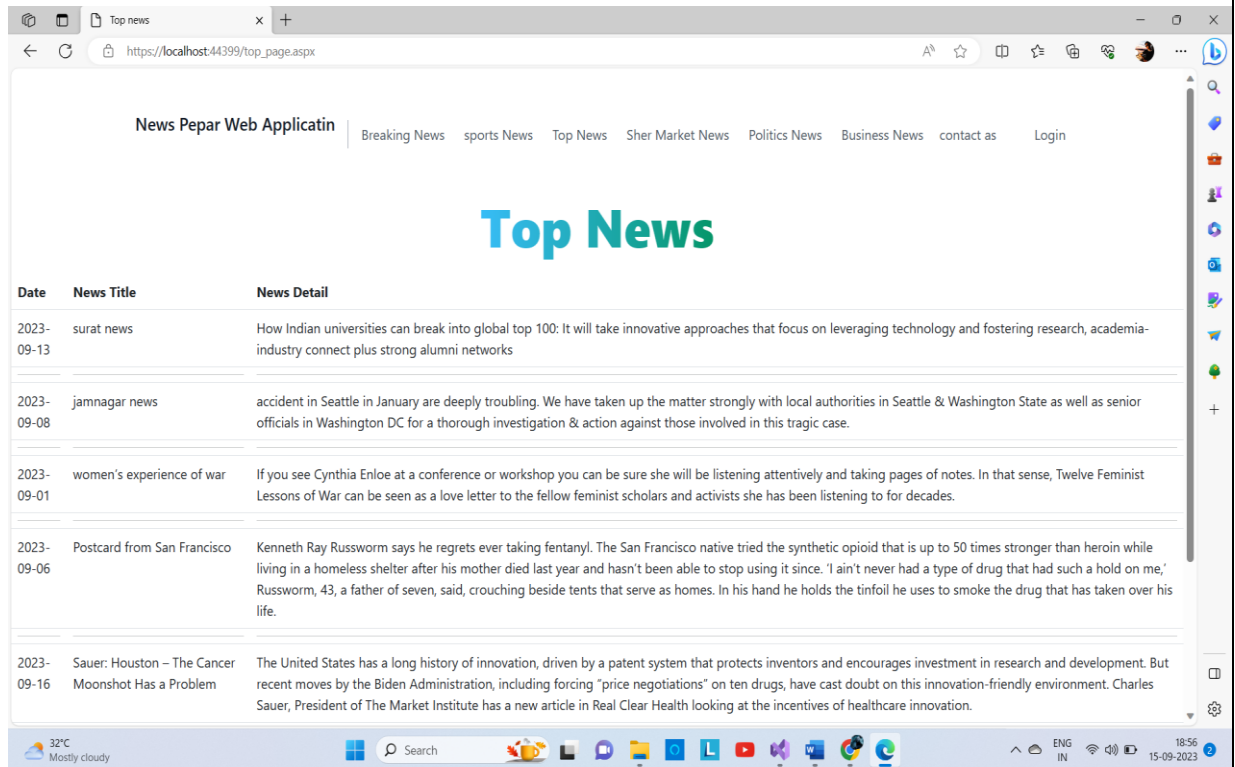 Top news
https://localhost:44399/top_page.aspx
News Pepar Web Applicatin
Breaking News sports News Top News Sher Market News Politics News Business News contact as Login
Top News
Date News Title News Detail
2023- surat news How Indian universities can break into global top 100: It will take innovative approaches that focus on leveraging technology and fostering research, academia-
09-13 industry connect plus strong alumni networks
2023- jamnagar news accident in Seattle in January are deeply troubling. We have taken up the matter strongly with local authorities in Seattle & Washington State as well as senior
09-08 officials in Washington DC for a thorough investigation & action against those involved in this tragic case.
2023- women's experience of war If you see Cynthia Enloe at a conference or workshop you can be sure she will be listening attentively and taking pages of notes. In that sense, Twelve Feminist
09-01 Lessons of War can be seen as a love letter to the fellow feminist scholars and activists she has been listening to for decades.
2023- Postcard from San Francisco Kenneth Ray Russworm says he regrets ever taking fentanyl. The San Francisco native tried the synthetic opioid that is up to 50 times stronger than heroin while
09-06 living in a homeless shelter after his mother died last year and hasn't been able to stop using it since. 'I ain't never had a type of drug that had such a hold on me,'
Russworm, 43, a father of seven, said, crouching beside tents that serve as homes. In his hand he holds the tinfoil he uses to smoke the drug that has taken over his
life.
2023- Sauer: Houston – The Cancer The United States has a long history of innovation, driven by a patent system that protects inventors and encourages investment in research and development. But
09-16 Moonshot Has a Problem recent moves by the Biden Administration, including forcing “price negotiations” on ten drugs, have cast doubt on this innovation-friendly environment. Charles
Sauer, President of The Market Institute has a new article in Real Clear Health looking at the incentives of healthcare innovation.
32°C
Mostly cloudy
Search
ENG
IN
18:56
15-09-2023
2